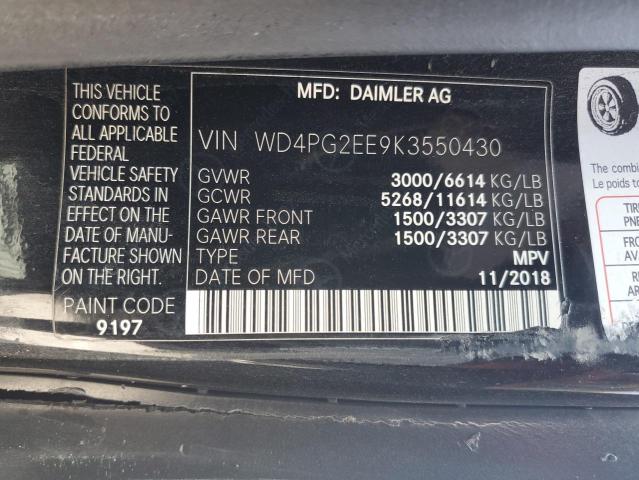 THIS VEHICLE
CONFORMS TO
ALL APPLICABLE
FEDERAL
VEHICLE SAFETY
STANDARDS IN
EFFECT ON THE
DATE OF MANU-
FACTURE SHOWN
ON THE RIGHT.
PAINT CODE
9197
MFD: DAIMLER AG
VIN WD4PG2EE9K3550430
GVWR 3000/6614 KG/LB
GCWR 5268/11614 KG/LB
GAWR FRONT 1500/3307 KG/LB
GAWR REAR 1500/3307 KG/LB
TYPE MPV
DATE OF MFD 11/2018
The combined
Le poids
TIRE